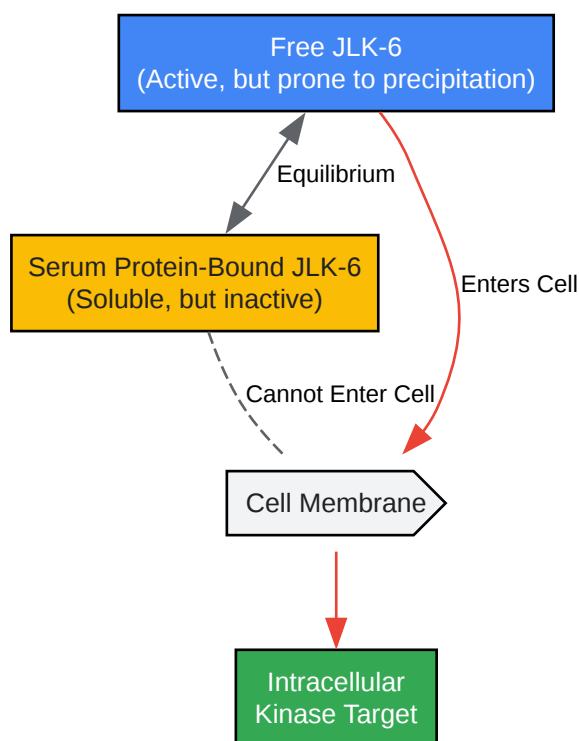 Free JLK-6
(Active, but prone to precipitation)
Equilibrium
Serum Protein-Bound JLK-6
(Soluble, but inactive)
Enters Cell
Cannot Enter Cell
Cell Membrane
Intracellular
Kinase Target